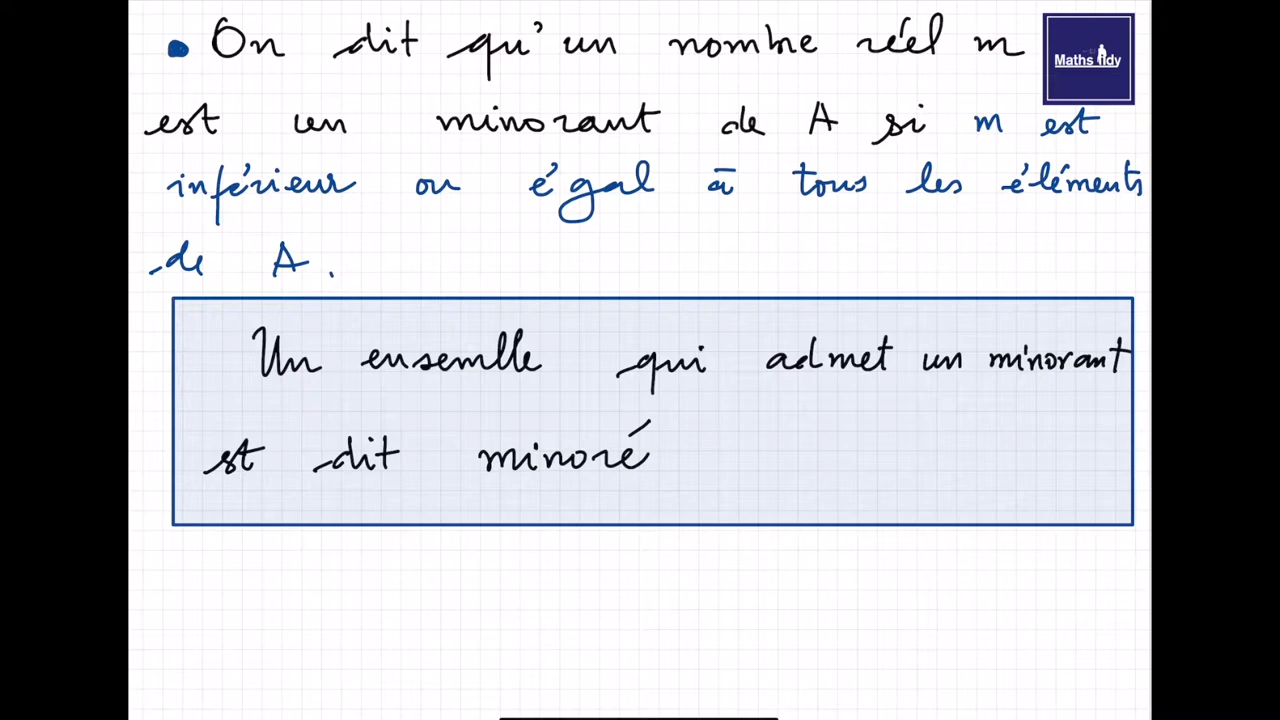 • On dit qu'un nombre réel m
Maths Ady
est un minorant de A si m est
inférieur ou égal à tous les éléments
de A.
Un ensemble qui admet un minorant
est dit minoré